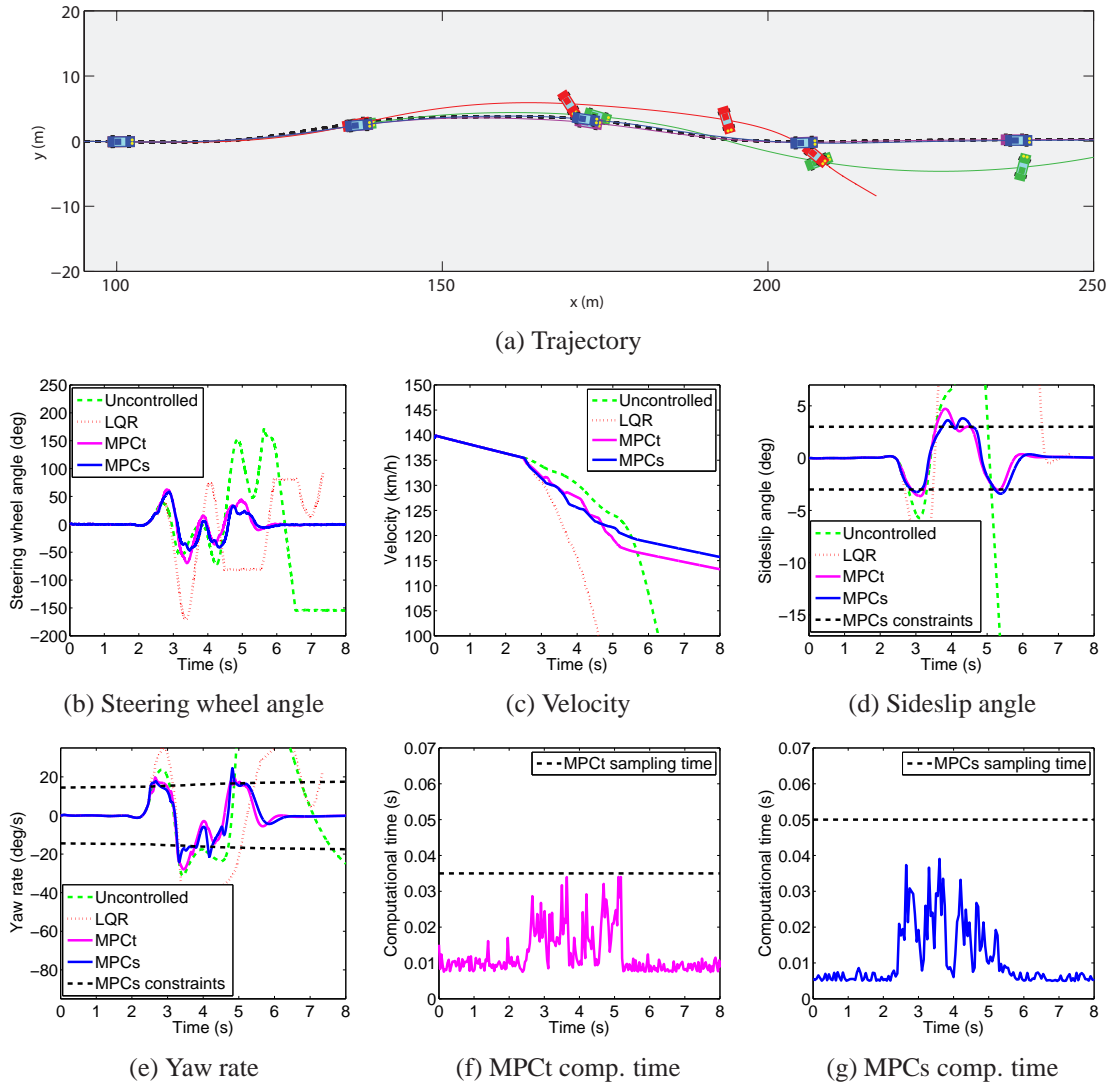 20
10
0
−10
−20
y (m)
100
150
200
250
x (m)
(a) Trajectory
250
200
150
100
50
0
−50
−100
−150
−200
Steering wheel angle (deg)
Uncontrolled
LQR
MPCt
MPCs
0 1 2 3 4 5 6 7 8
Time (s)
(b) Steering wheel angle
150
145
140
135
130
125
120
115
110
105
100
Velocity (km/h)
Uncontrolled
LQR
MPCt
MPCs
0 1 2 3 4 5 6 7 8
Time (s)
(c) Velocity
5
0
−5
−10
−15
Sideslip angle (deg)
Uncontrolled
LQR
MPCt
MPCs
MPCs constraints
0 1 2 3 4 5 6 7 8
Time (s)
(d) Sideslip angle
20
0
−20
−40
−60
−80
Yaw rate (deg/s)
Uncontrolled
LQR
MPCt
MPCs
MPCs constraints
0 1 2 3 4 5 6 7 8
Time (s)
(e) Yaw rate
0.07
0.06
0.05
0.04
0.03
0.02
0.01
0
Computational time (s)
MPCt sampling time
0 1 2 3 4 5 6 7 8
Time (s)
(f) MPCt comp. time
0.07
0.06
0.05
0.04
0.03
0.02
0.01
0
Computational time (s)
MPCs sampling time
0 1 2 3 4 5 6 7 8
Time (s)
(g) MPCs comp. time